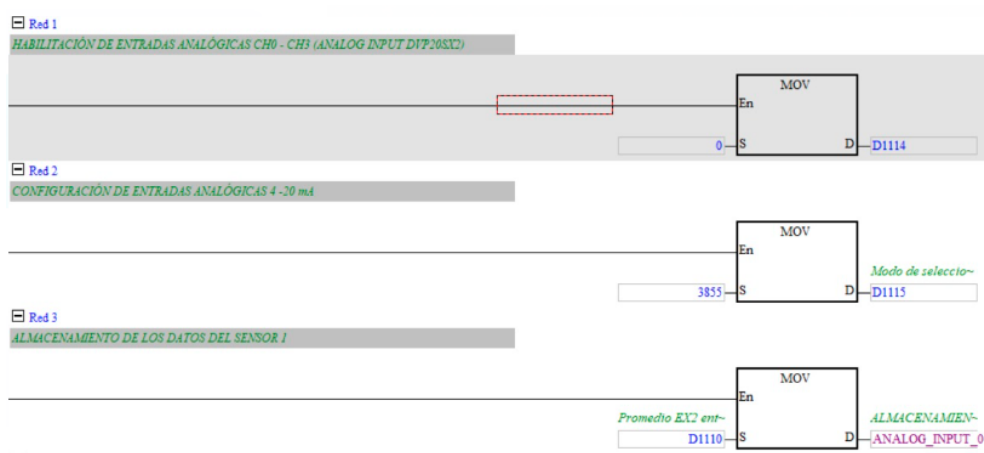 Red 1
HABILITACIÓN DE ENTRADAS ANALÓGICAS CH0 - CH3 (ANALOG INPUT DVP20SX2)
MOV
En
0 S D D1114
Red 2
CONFIGURACIÓN DE ENTRADAS ANALÓGICAS 4 -20 mA
MOV
En
Modo de seleccio~
3855 S D D1115
Red 3
ALMACENAMIENTO DE LOS DATOS DEL SENSOR 1
MOV
En
Promedio EX2 ent~ ALMACENAMIEN~
D1110 S D ANALOG_INPUT_0